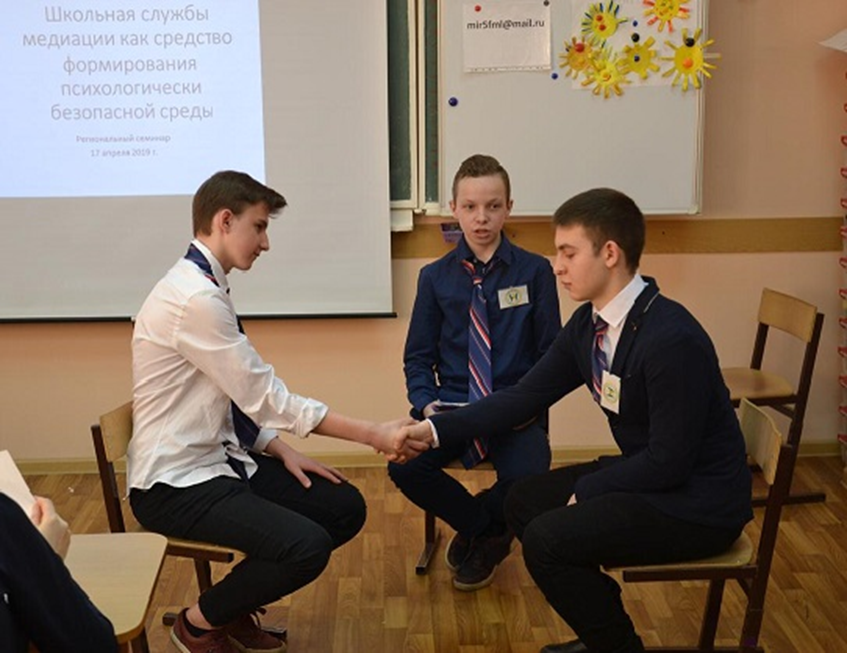 Школьная службы
медиации как средство
формирования
психологически
безопасной среды
Региональный семинар
17 апреля 2019 г.
mir5fml@mail.ru